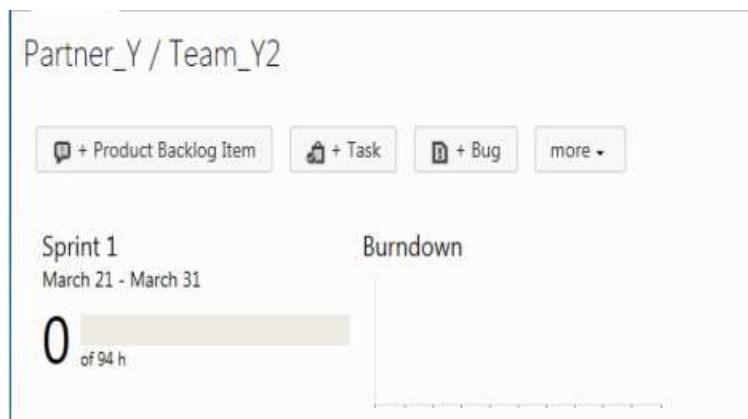 Partner_Y / Team_Y2
+ Product Backlog Item
+ Task
+ Bug
more
Sprint 1
Burndown
March 21 - March 31
0
of 94 h